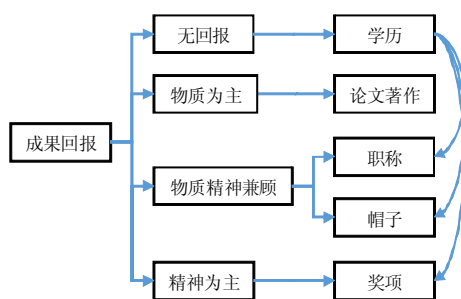 无回报
学历
物质为主
论文著作
成果回报
职称
物质精神兼顾
帽子
精神为主
奖项